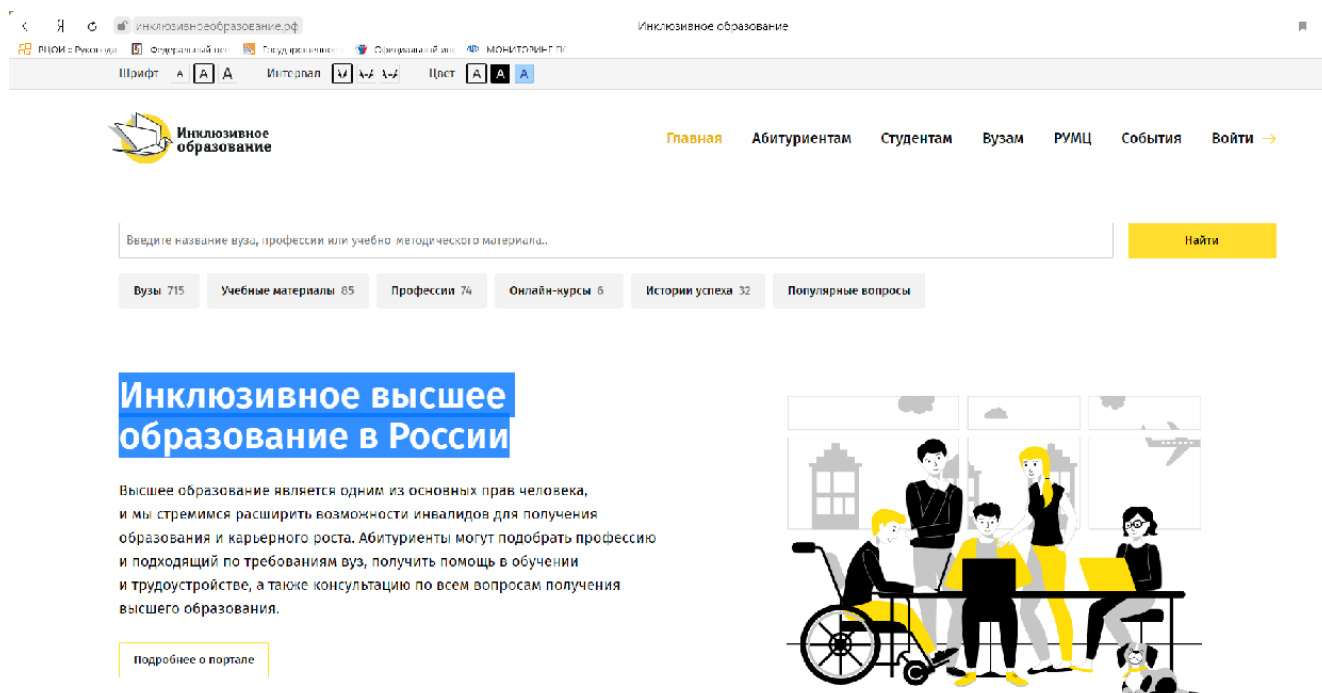 Я инклюзивноеобразование.рф Инклюзивное образование
МОНИТОРИНГ
Шрифт А А А Интервал Цвет А А А
Инклюзивное
образование
Главная Абитуриентам Студентам Вузам РУМЦ События Войти →
Введите название вуза, профессии или учебно-методического материала..
Найти
Вузы 715 Учебные материалы 85 Профессии 74 Онлайн-курсы 6 Истории успеха 32 Популярные вопросы
Инклюзивное высшее
образование в России
Высшее образование является одним из основных прав человека,
и мы стремимся расширить возможности инвалидов для получения
образования и карьерного роста. Абитуриенты могут подобрать профессию
и подходящий по требованиям вуз, получить помощь в обучении
и трудоустройстве, а также консультацию по всем вопросам получения
высшего образования.
Подробнее о портале